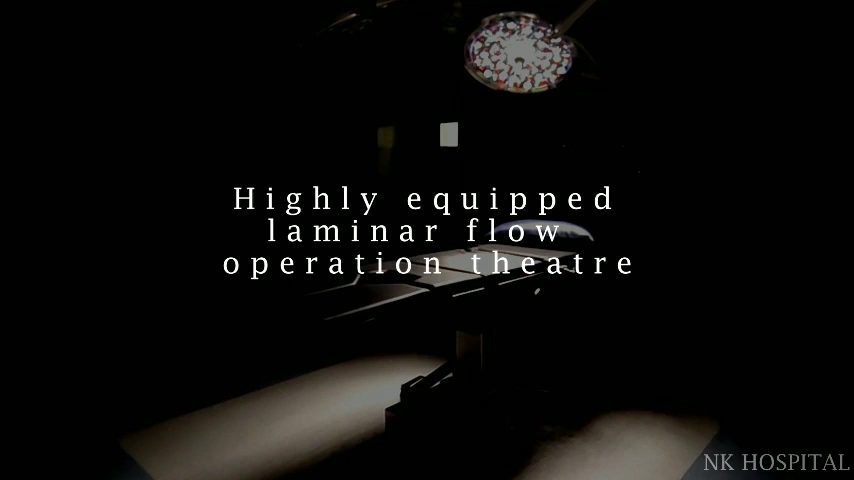 Highly equipped
laminar flow
operation theatre
NK HOSPITAL